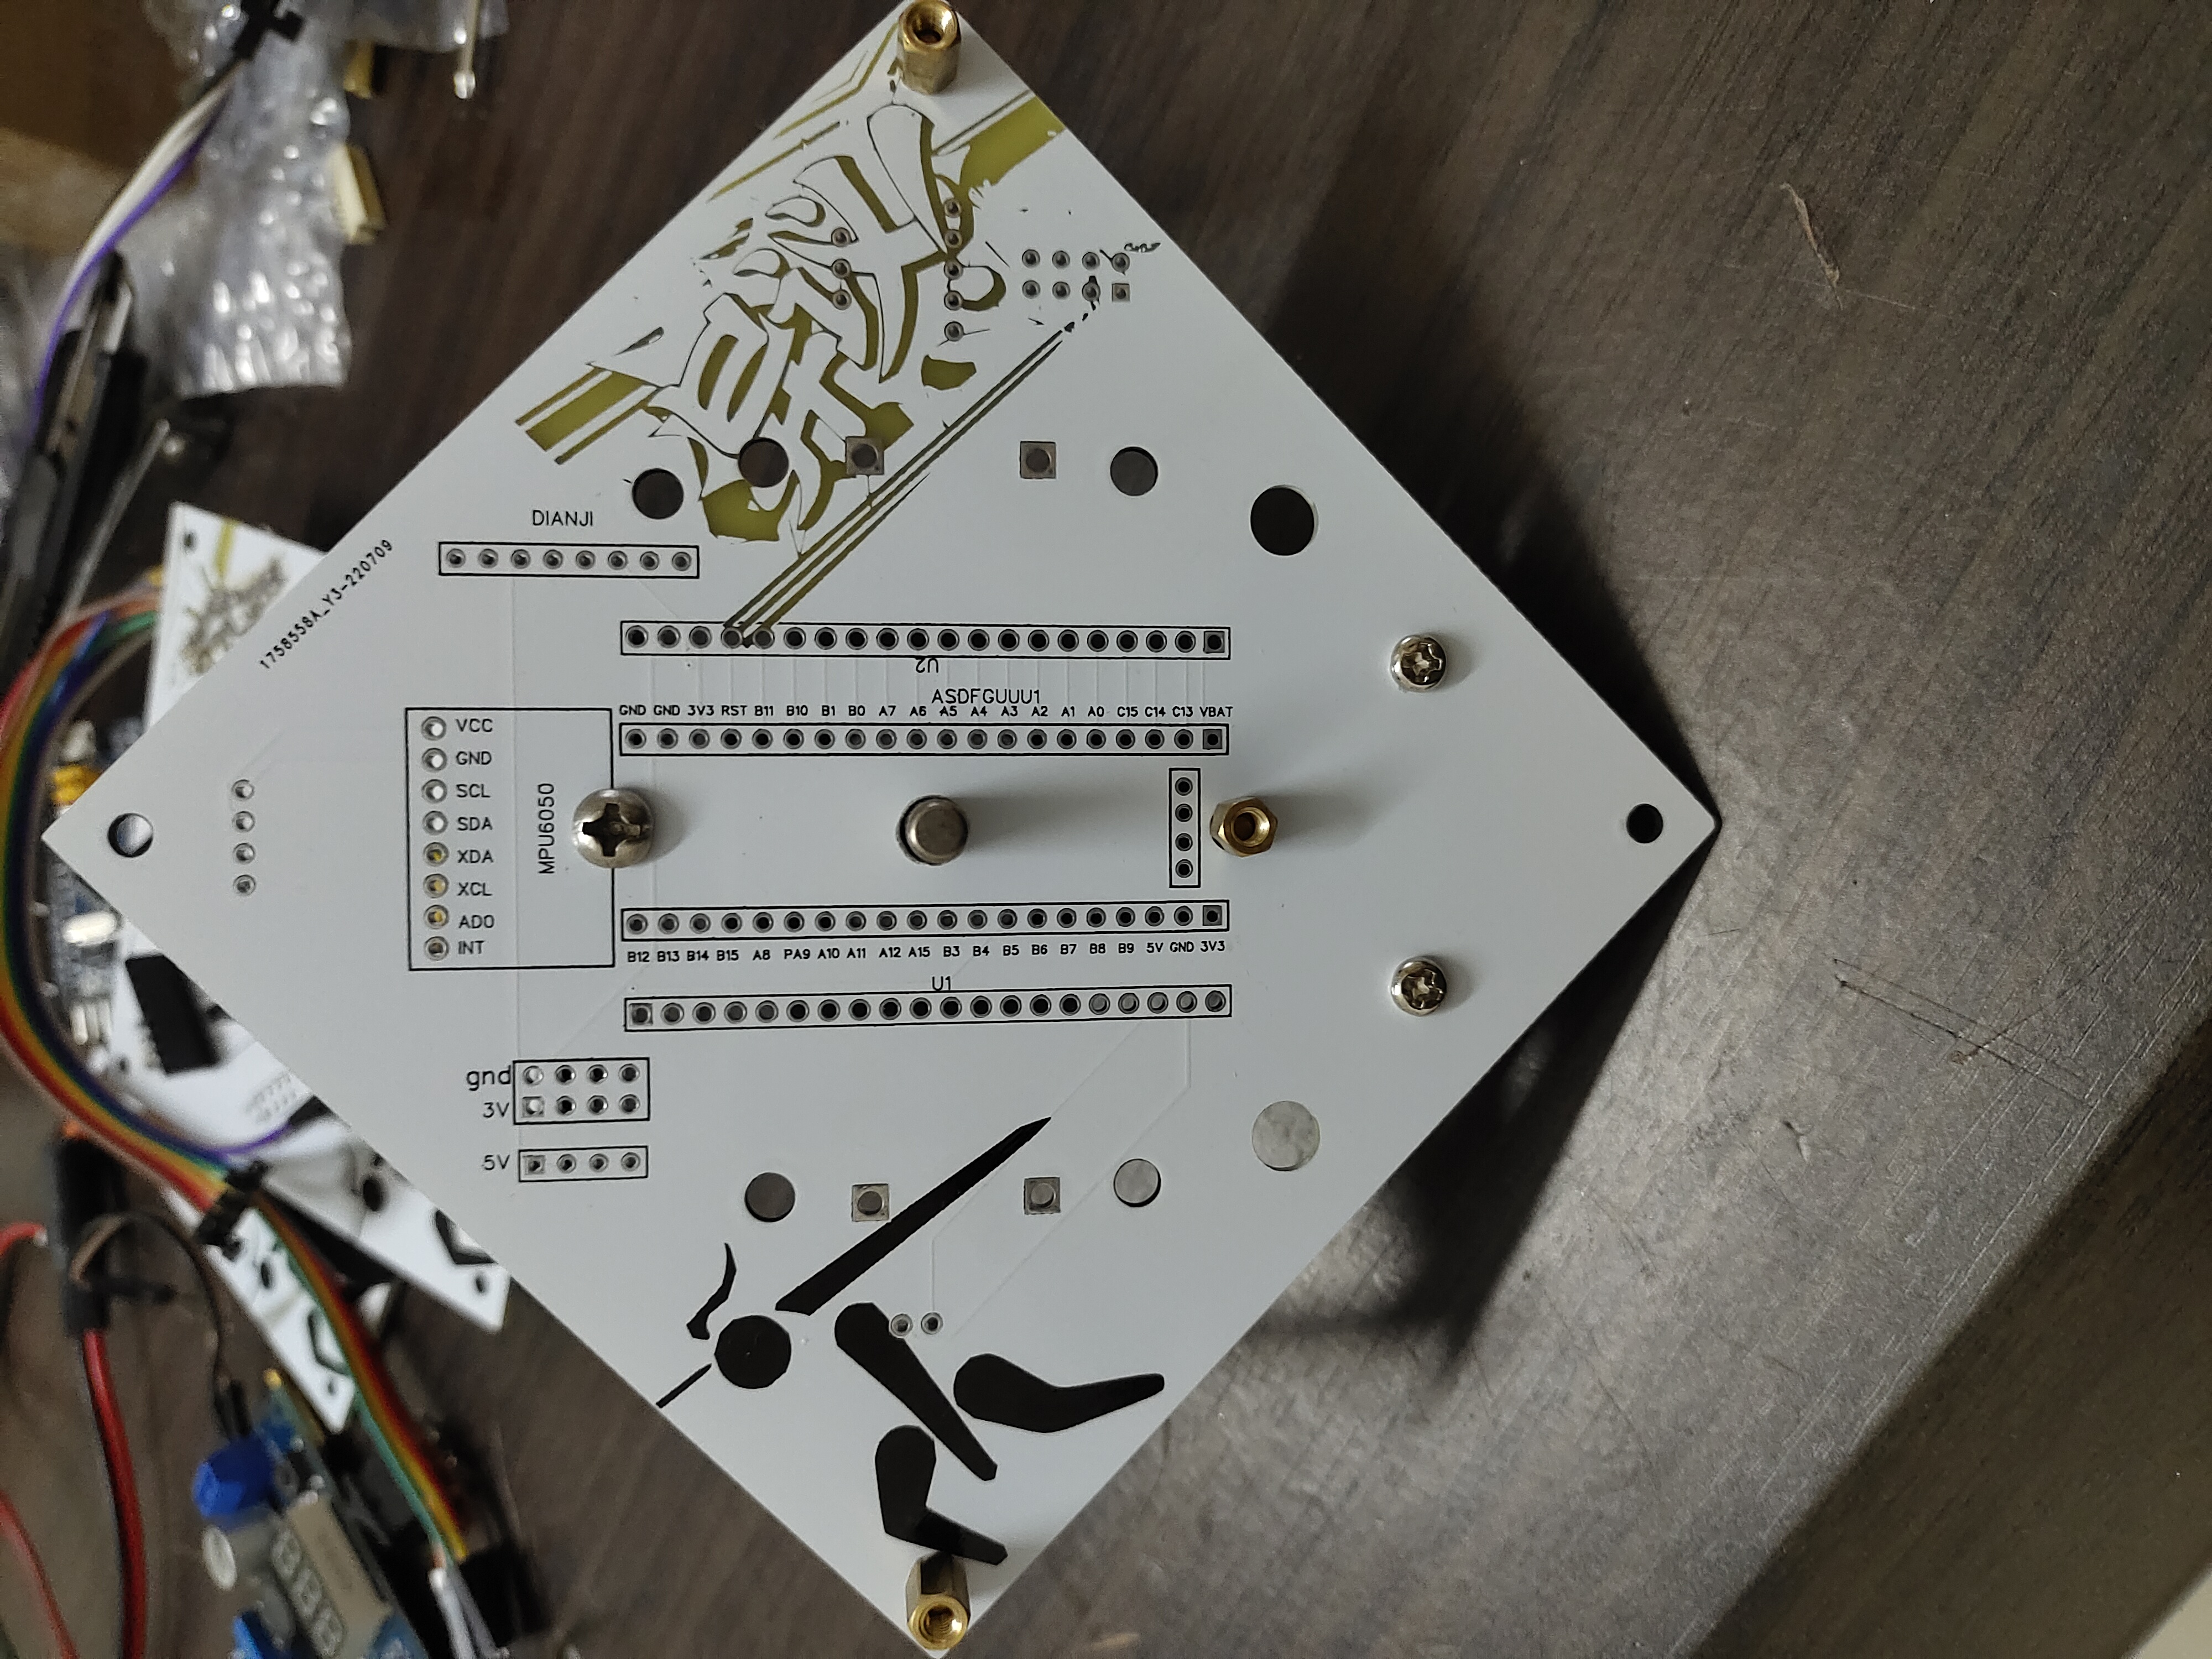 1758558A_Y3-220709
INT
AD0
XCL
XDA
SDA
SCL
GND
VCC
MPU6050
5V
3V
gnd
DIANJI
B12 B13 B14 B15 A8 PA9 A10 A11 A12 A15 B3 B4 B5 B6 B7 B8 B9 5V GND 3V3
GND GND 3V3 RST B11 B10 B1 B0 A7 A6 A5 A4 A3 A2 A1 A0 C15 C14 C13 VBAT
U1
U2
ASDFGUUU1